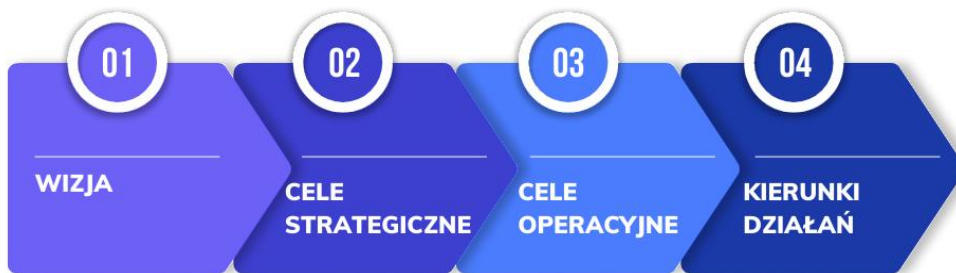 01
WIZJA
02
CELE
STRATEGICZNE
03
CELE
OPERACYJNE
04
KIERUNKI
DZIAŁAŃ